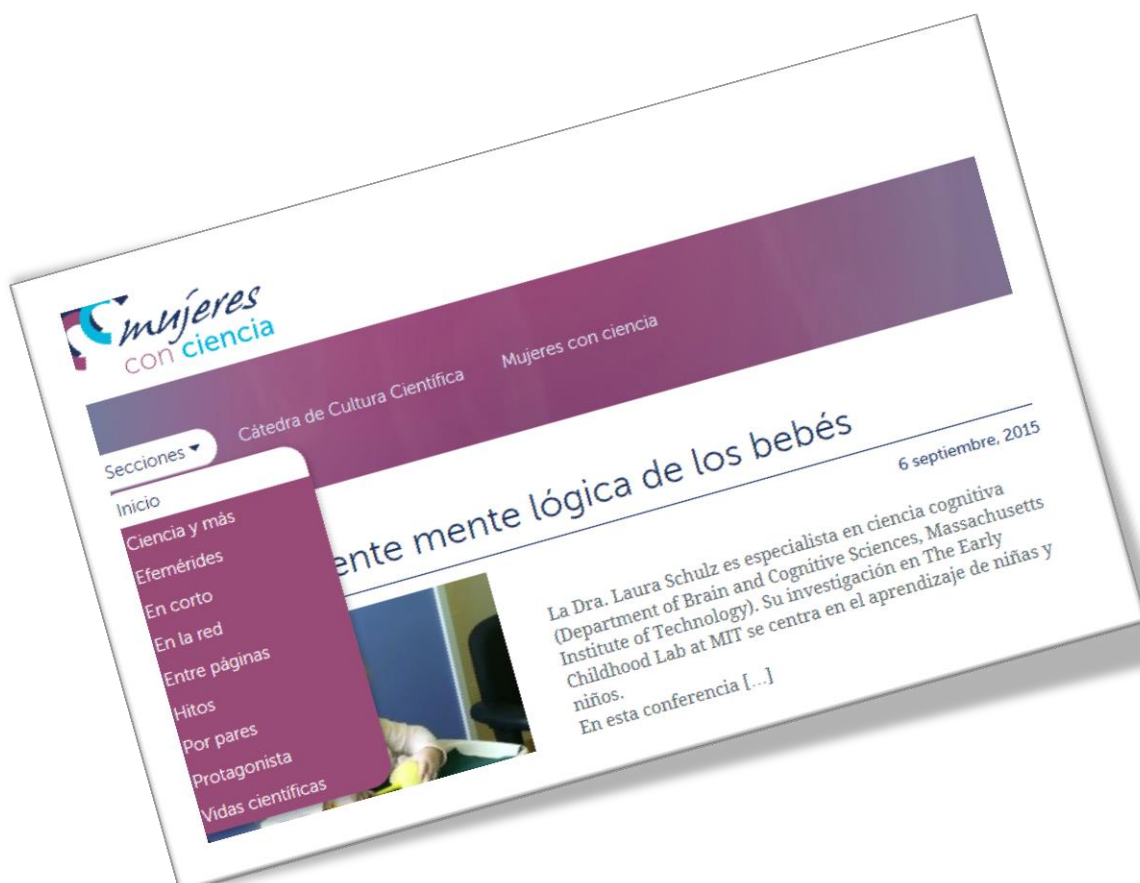 mujeres
con ciencia
Secciones
Cátedra de Cultura Científica
Mujeres con ciencia
Inicio
Ciencia y más
Efemérides
En corto
En la red
Entre páginas
Hitos
Por pares
Protagonista
Vidas científicas
mente lógica de los bebés
6 septiembre, 2015
La Dra. Laura Schulz es especialista en ciencia cognitiva
(Department of Brain and Cognitive Sciences, Massachusetts
Institute of Technology). Su investigación en The Early
Childhood Lab at MIT se centra en el aprendizaje de niñas y
niños.
En esta conferencia […]